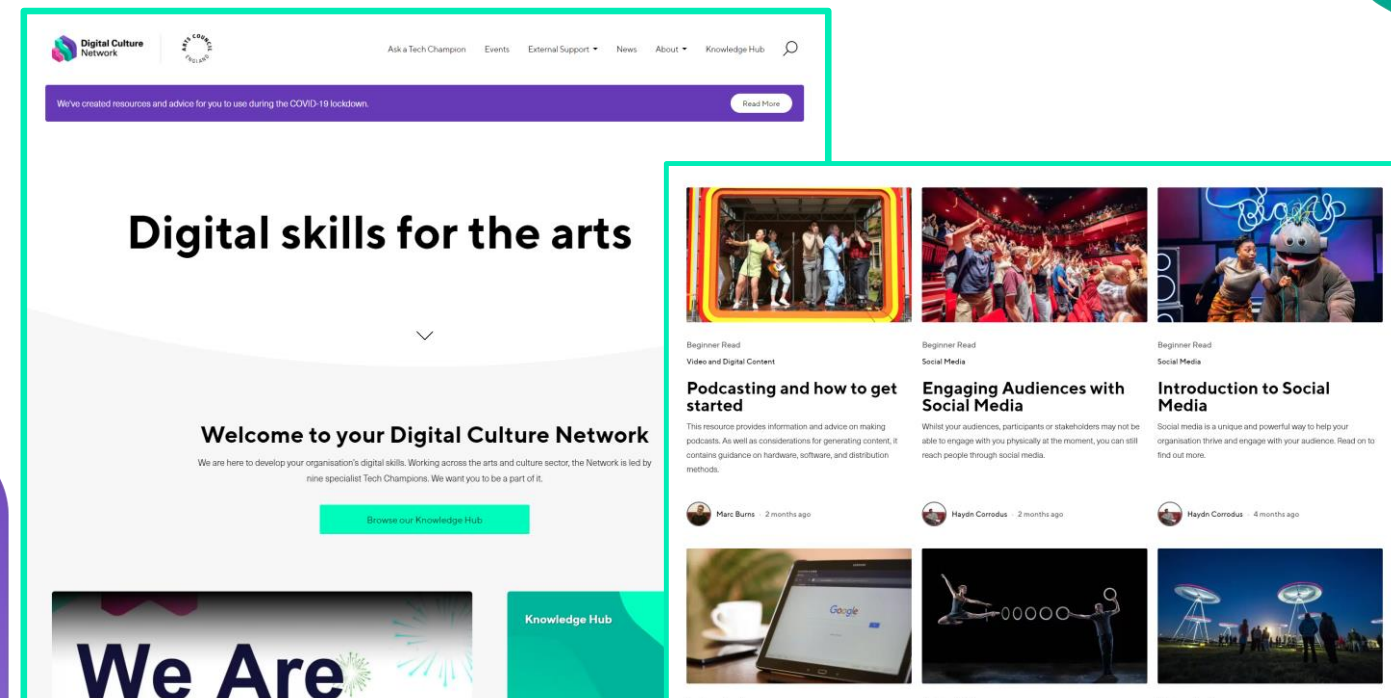 Digital Culture
Network
ARTS COUNCIL
ENGLAND
Ask a Tech Champion Events External Support News About Knowledge Hub
We've created resources and advice for you to use during the COVID-19 lockdown.
Read More
Digital skills for the arts
Welcome to your Digital Culture Network
We are here to develop your organisation's digital skills. Working across the arts and culture sector, the Network is led by
nine specialist Tech Champions. We want you to be a part of it.
Browse our Knowledge Hub
We Are
Knowledge Hub
Beginner Read
Video and Digital Content
Podcasting and how to get
started
This resource provides information and advice on making
podcasts. As well as considerations for generating content, it
contains guidance on hardware, software, and distribution
methods.
Marc Burns · 2 months ago
Beginner Read
Social Media
Engaging Audiences with
Social Media
Whilst your audiences, participants or stakeholders may not be
able to engage with you physically at the moment, you can still
reach people through social media.
Haydn Corrodus · 2 months ago
Beginner Read
Social Media
Introduction to Social
Media
Social media is a unique and powerful way to help your
organisation thrive and engage with your audience. Read on to
find out more.
Haydn Corrodus · 4 months ago
Google